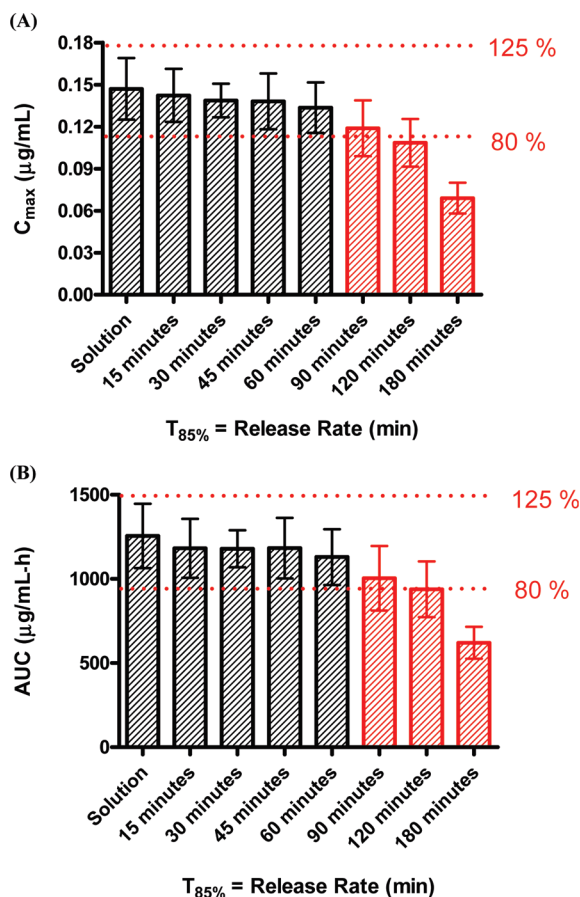 (A)
0.18
0.15
0.12
0.09
0.06
0.03
0.00
Cmax (μg/mL)
125 %
80 %
Solution
15 minutes
30 minutes
45 minutes
60 minutes
90 minutes
120 minutes
180 minutes
T85% = Release Rate (min)
(B)
1500
1000
500
0
AUC (μg/mL-h)
125 %
80 %
Solution
15 minutes
30 minutes
45 minutes
60 minutes
90 minutes
120 minutes
180 minutes
T85% = Release Rate (min)